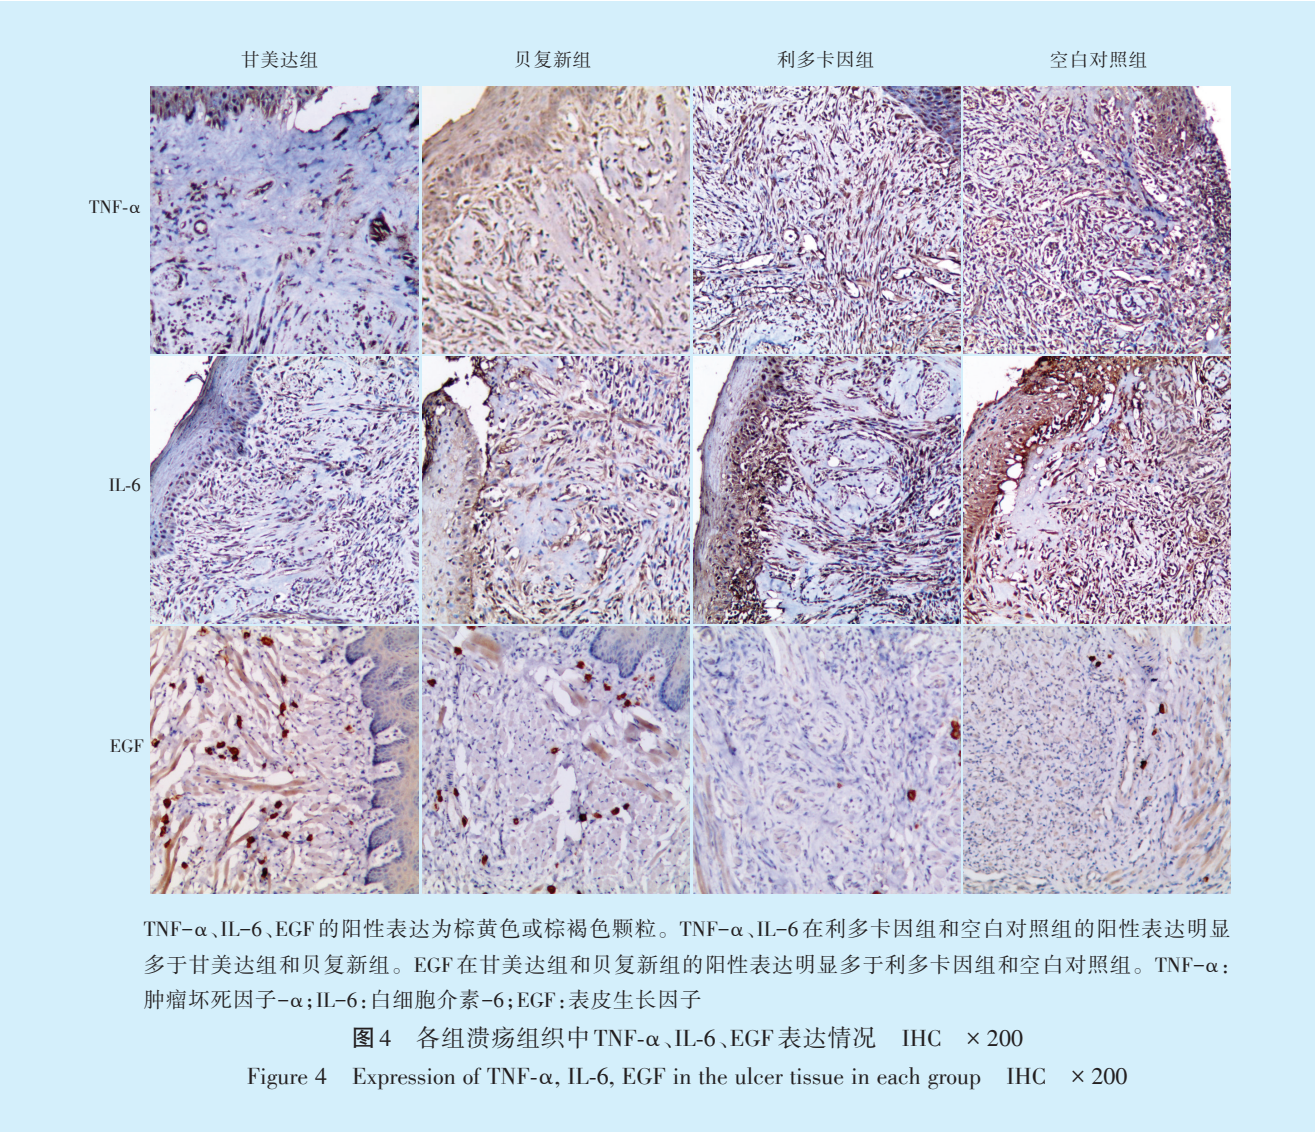 甘美达组 贝复新组 利多卡因组 空白对照组
TNF-α
IL-6
EGF
TNF-α、IL-6、EGF的阳性表达为棕黄色或棕褐色颗粒。TNF-α、IL-6在利多卡因组和空白对照组的阳性表达明显
多于甘美达组和贝复新组。EGF在甘美达组和贝复新组的阳性表达明显多于利多卡因组和空白对照组。TNF-α:
肿瘤坏死因子-α;IL-6:白细胞介素-6;EGF:表皮生长因子
图4 各组溃疡组织中TNF-α、IL-6、EGF表达情况 IHC ×200
Figure 4 Expression of TNF-α, IL-6, EGF in the ulcer tissue in each group IHC ×200